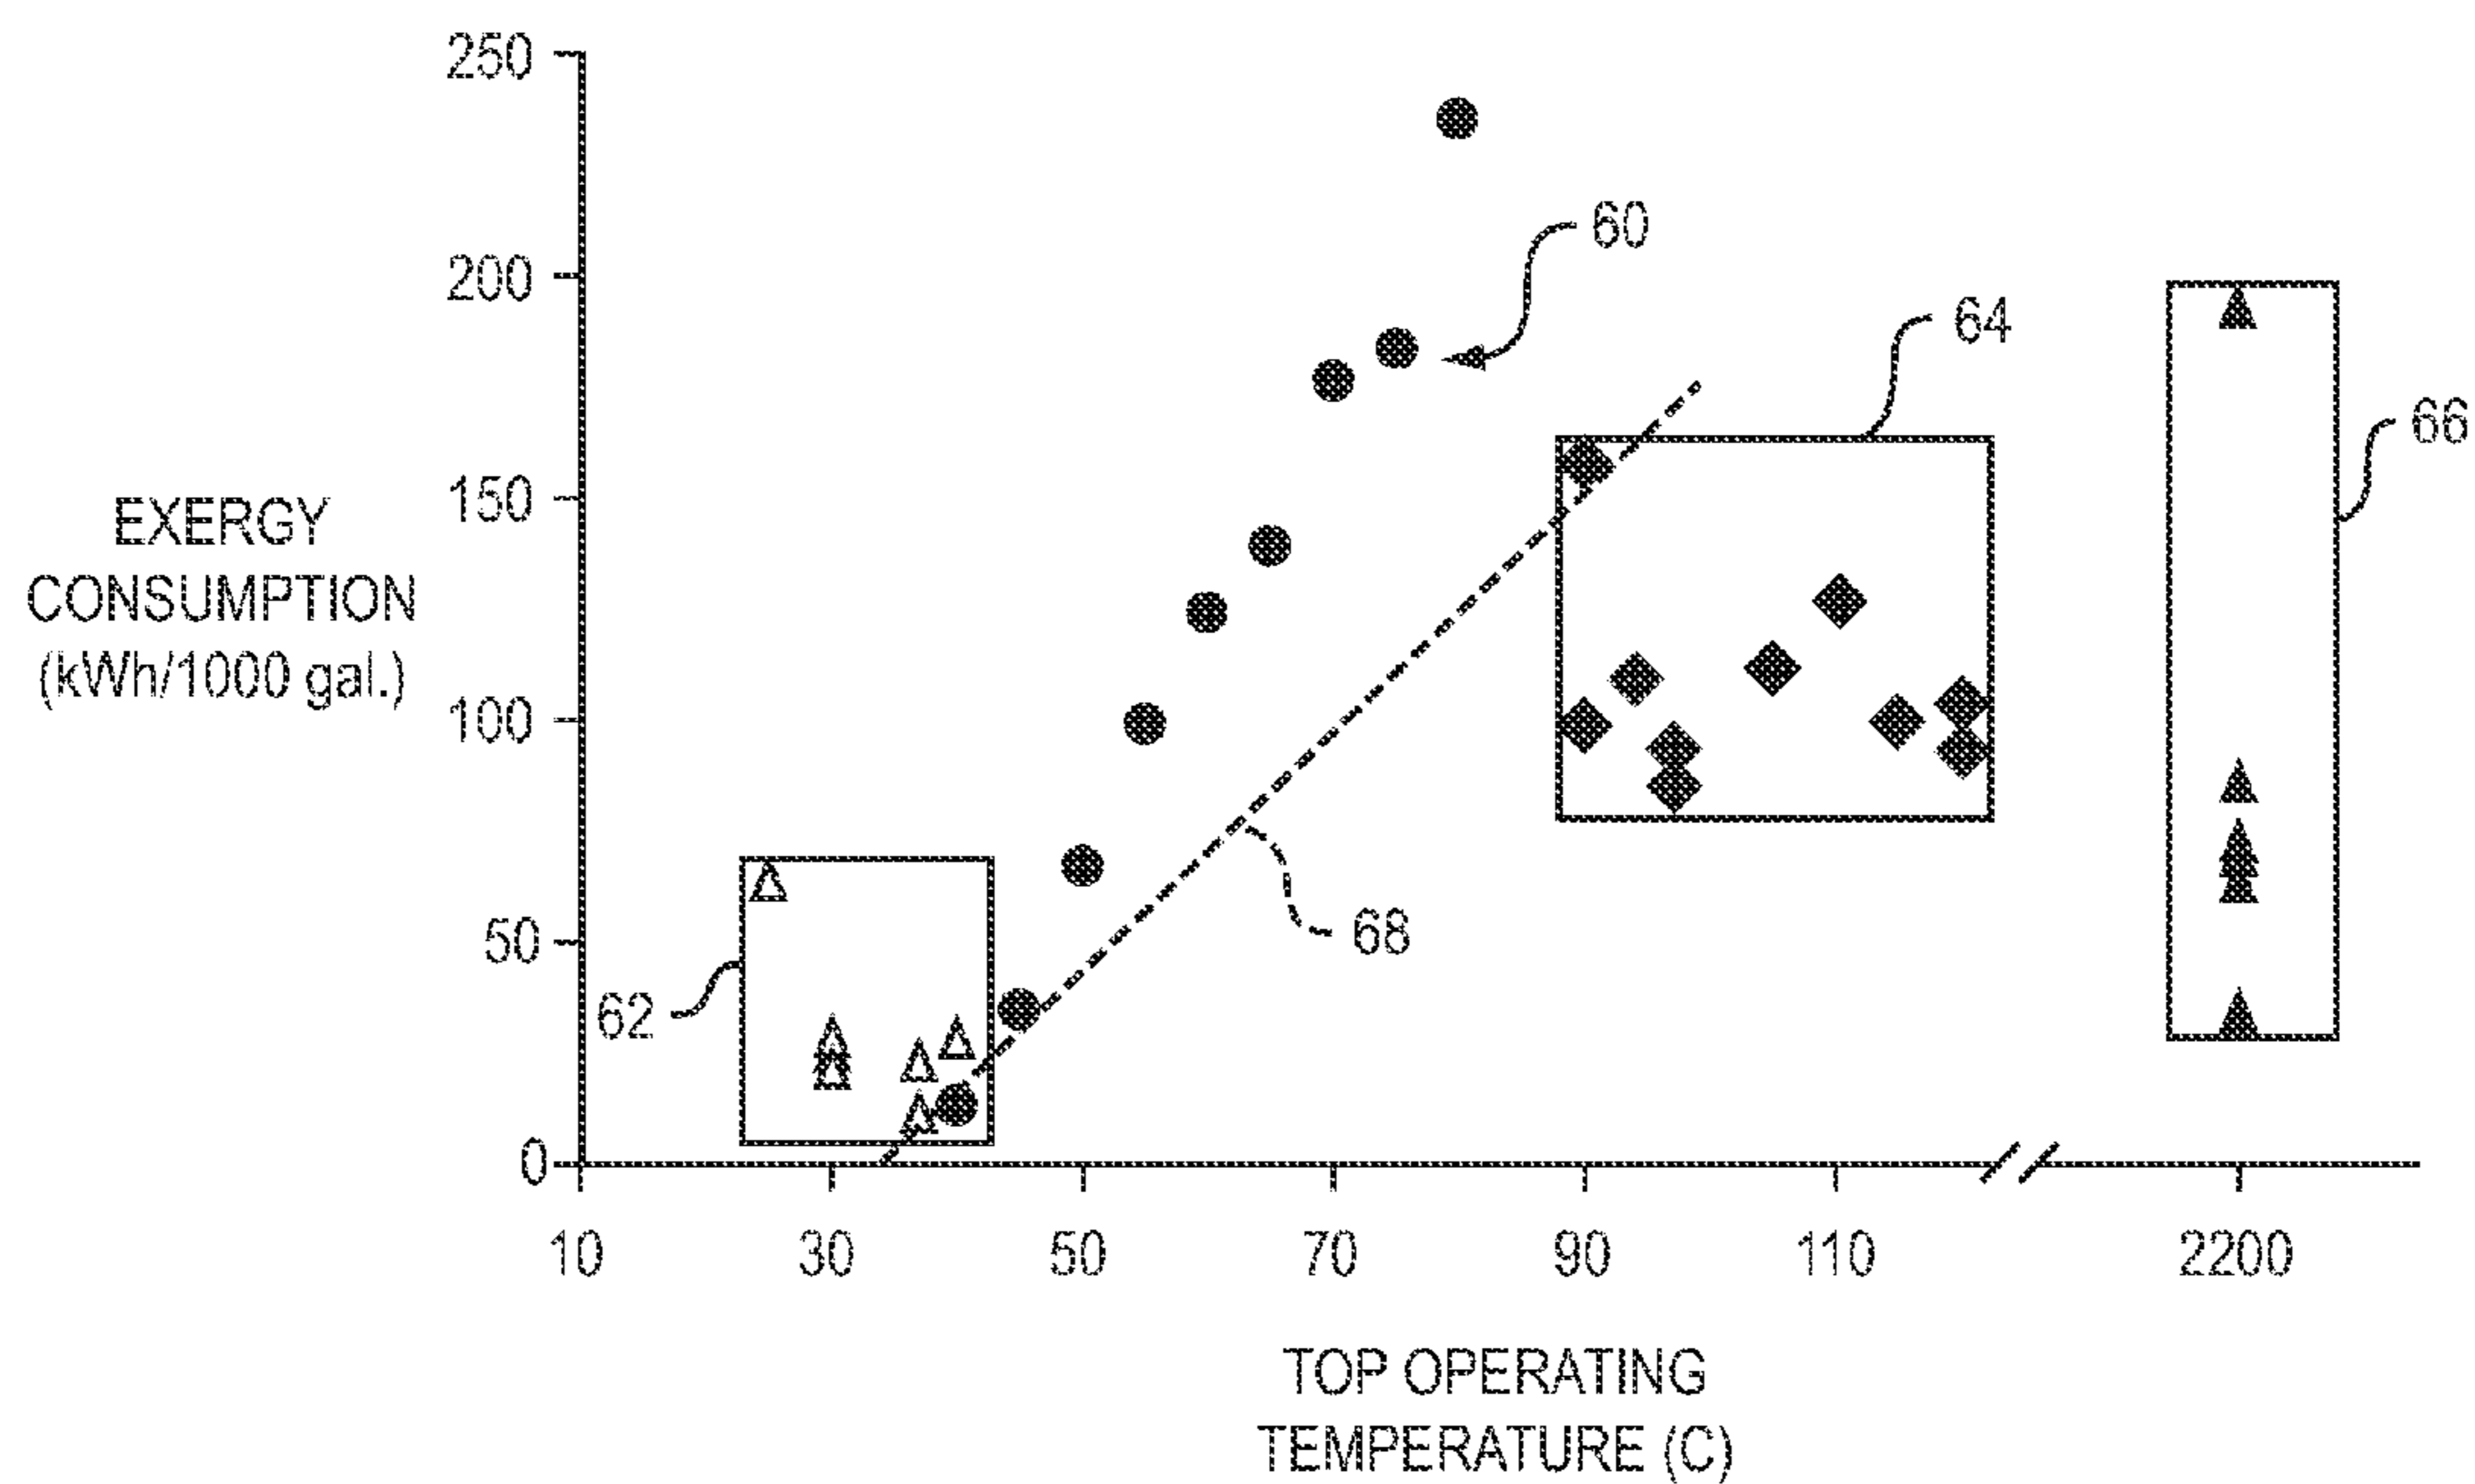 250
200
150
100
50
0
EXERGY
CONSUMPTION
(kWh/1000 gal.)
60
64
66
62
68
10 30 50 70 90 110 2200
TOP OPERATING
TEMPERATURE (C)